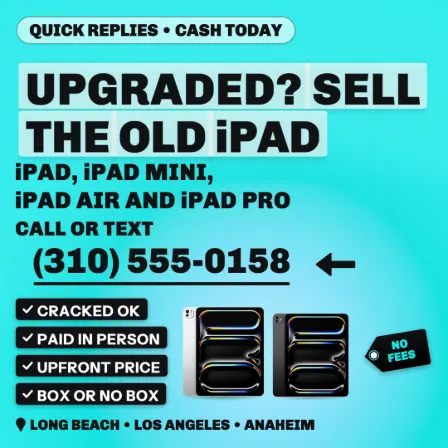 QUICK REPLIES • CASH TODAY
UPGRADED? SELL
THE OLD iPAD
iPAD, iPAD MINI,
iPAD AIR AND iPAD PRO
CALL OR TEXT
(310) 555-0158
✓ CRACKED OK
✓ PAID IN PERSON
✓ UPFRONT PRICE
✓ BOX OR NO BOX
NO
FEES
LONG BEACH • LOS ANGELES • ANAHEIM